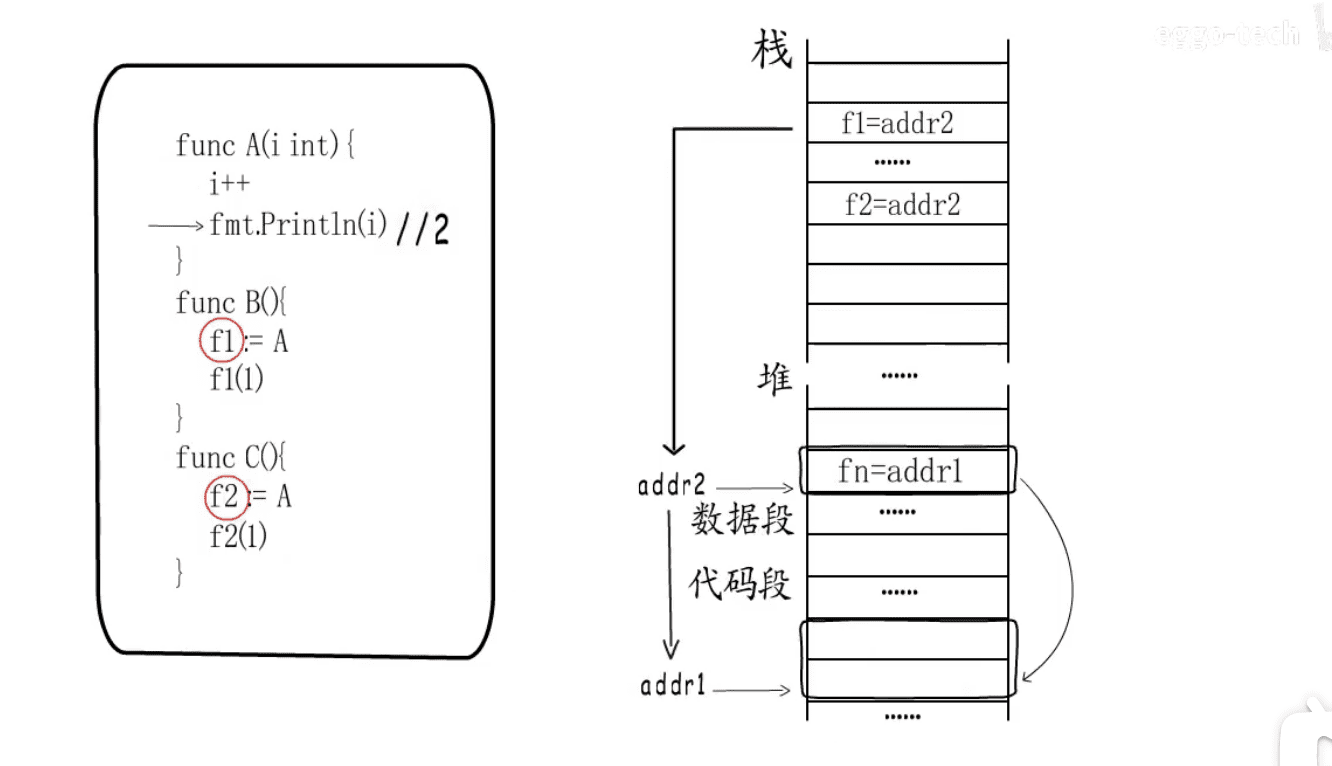 eggo-tech
func A(i int) {
i++
fmt.Println(i) //2
}
func B(){
f1 := A
f1(1)
}
func C(){
f2 := A
f2(1)
}
栈
f1=addr2
......
f2=addr2
堆
......
addr2
fn=addr1
数据段
......
代码段
......
addr1
......